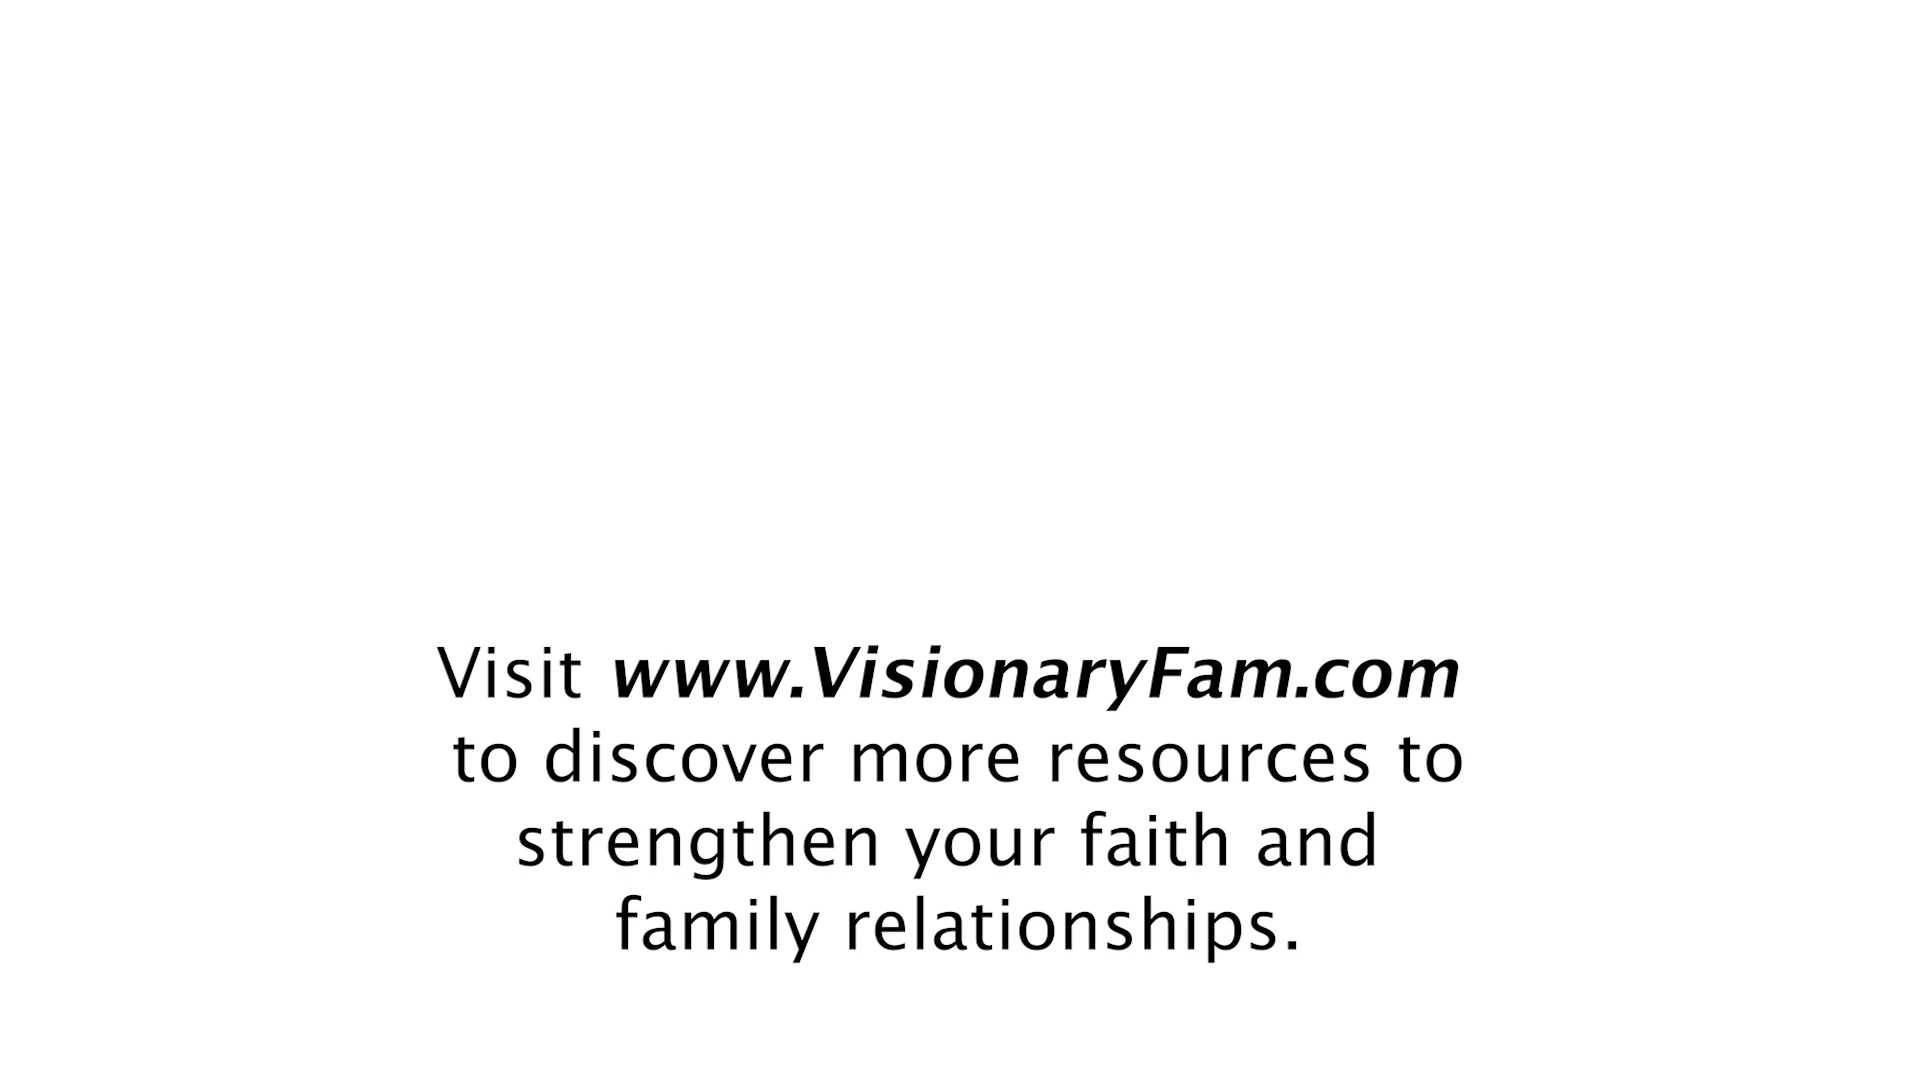 Visit www.VisionaryFam.com
to discover more resources to
strengthen your faith and
family relationships.